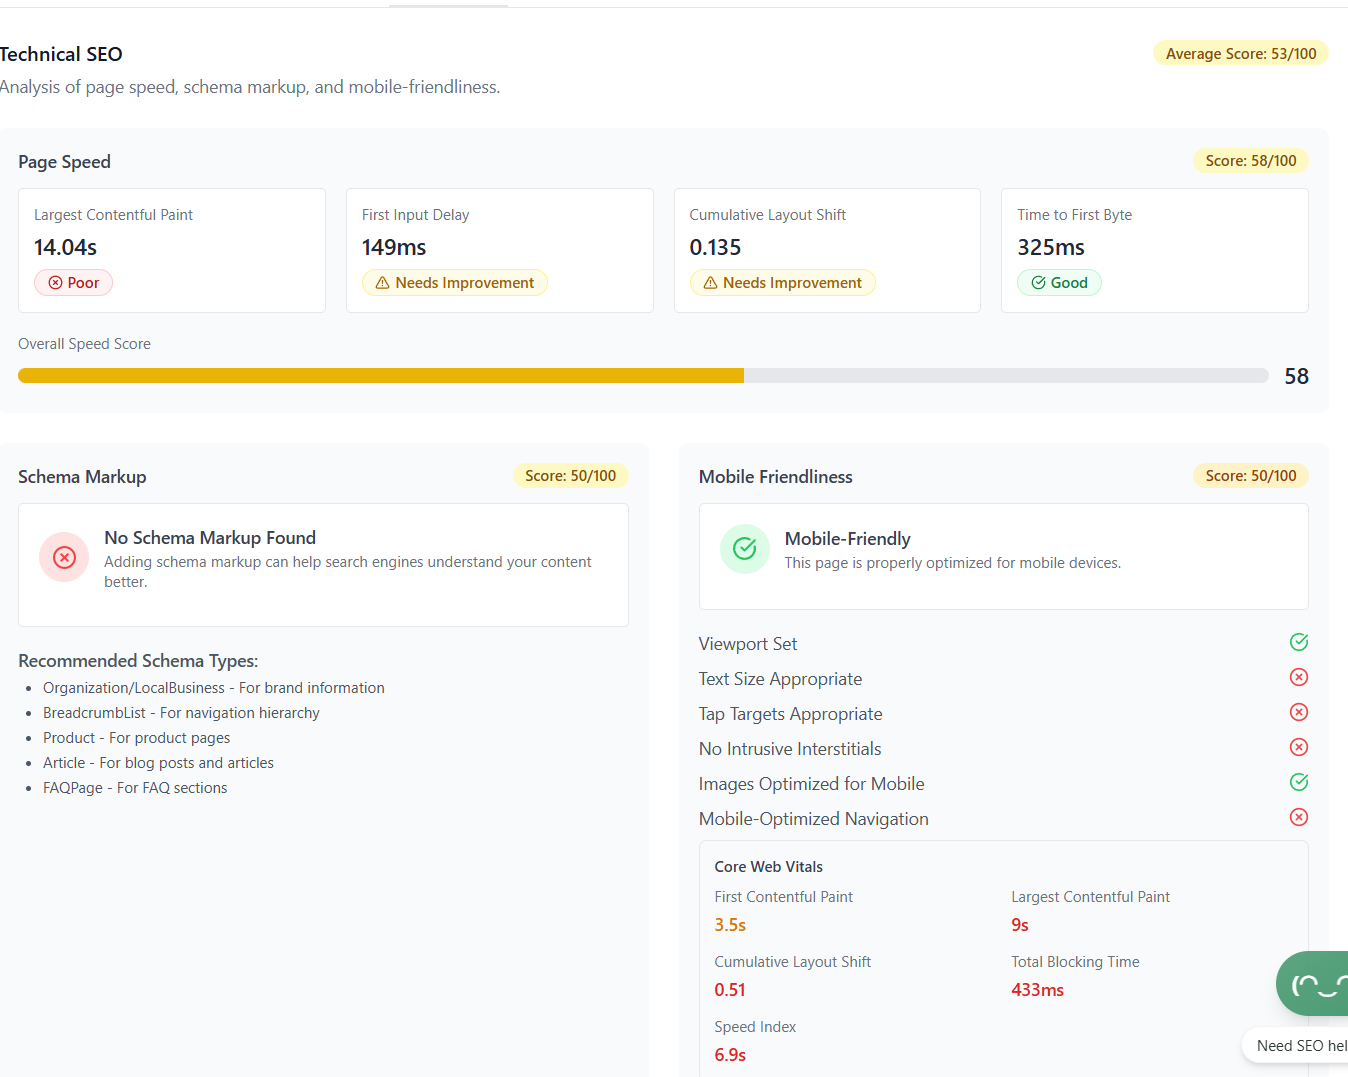 Technical SEO
Average Score: 53/100
Analysis of page speed, schema markup, and mobile-friendliness.
Page Speed
Score: 58/100
Largest Contentful Paint
14.04s
Poor
First Input Delay
149ms
Needs Improvement
Cumulative Layout Shift
0.135
Needs Improvement
Time to First Byte
325ms
Good
Overall Speed Score
58
Schema Markup
Score: 50/100
No Schema Markup Found
Adding schema markup can help search engines understand your content
better.
Recommended Schema Types:
• Organization/LocalBusiness - For brand information
• BreadcrumbList - For navigation hierarchy
• Product - For product pages
• Article - For blog posts and articles
• FAQPage - For FAQ sections
Mobile Friendliness
Score: 50/100
Mobile-Friendly
This page is properly optimized for mobile devices.
Viewport Set
Text Size Appropriate
Tap Targets Appropriate
No Intrusive Interstitials
Images Optimized for Mobile
Mobile-Optimized Navigation
Core Web Vitals
First Contentful Paint
3.5s
Largest Contentful Paint
9s
Cumulative Layout Shift
0.51
Total Blocking Time
433ms
Speed Index
6.9s
Need SEO hel